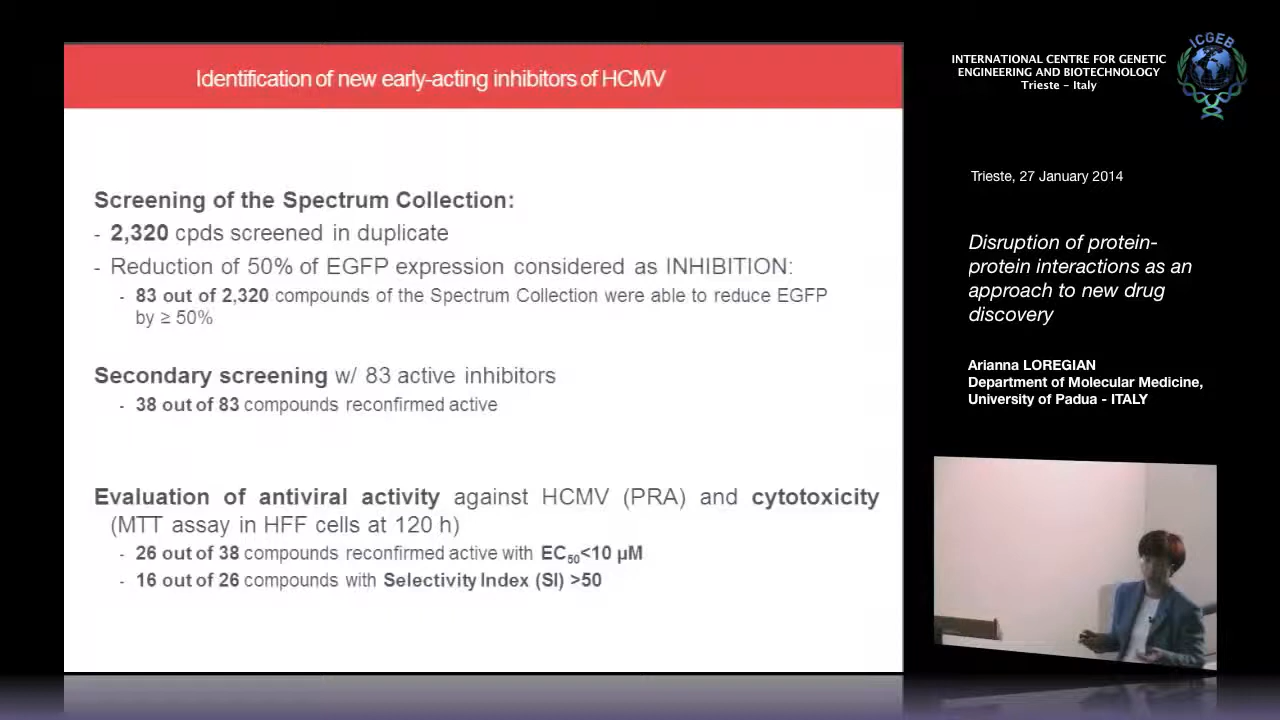 Identification of new early-acting inhibitors of HCMV
Screening of the Spectrum Collection:
- 2,320 cpds screened in duplicate
- Reduction of 50% of EGFP expression considered as INHIBITION:
- 83 out of 2,320 compounds of the Spectrum Collection were able to reduce EGFP
by ≥ 50%
Secondary screening w/ 83 active inhibitors
- 38 out of 83 compounds reconfirmed active
Evaluation of antiviral activity against HCMV (PRA) and cytotoxicity
(MTT assay in HFF cells at 120 h)
- 26 out of 38 compounds reconfirmed active with EC50<10 µM
- 16 out of 26 compounds with Selectivity Index (SI) >50
INTERNATIONAL CENTRE FOR GENETIC
ENGINEERING AND BIOTECHNOLOGY
Trieste – Italy
ICGEB
Trieste, 27 January 2014
Disruption of protein-
protein interactions as an
approach to new drug
discovery
Arianna LOREGIAN
Department of Molecular Medicine,
University of Padua - ITALY